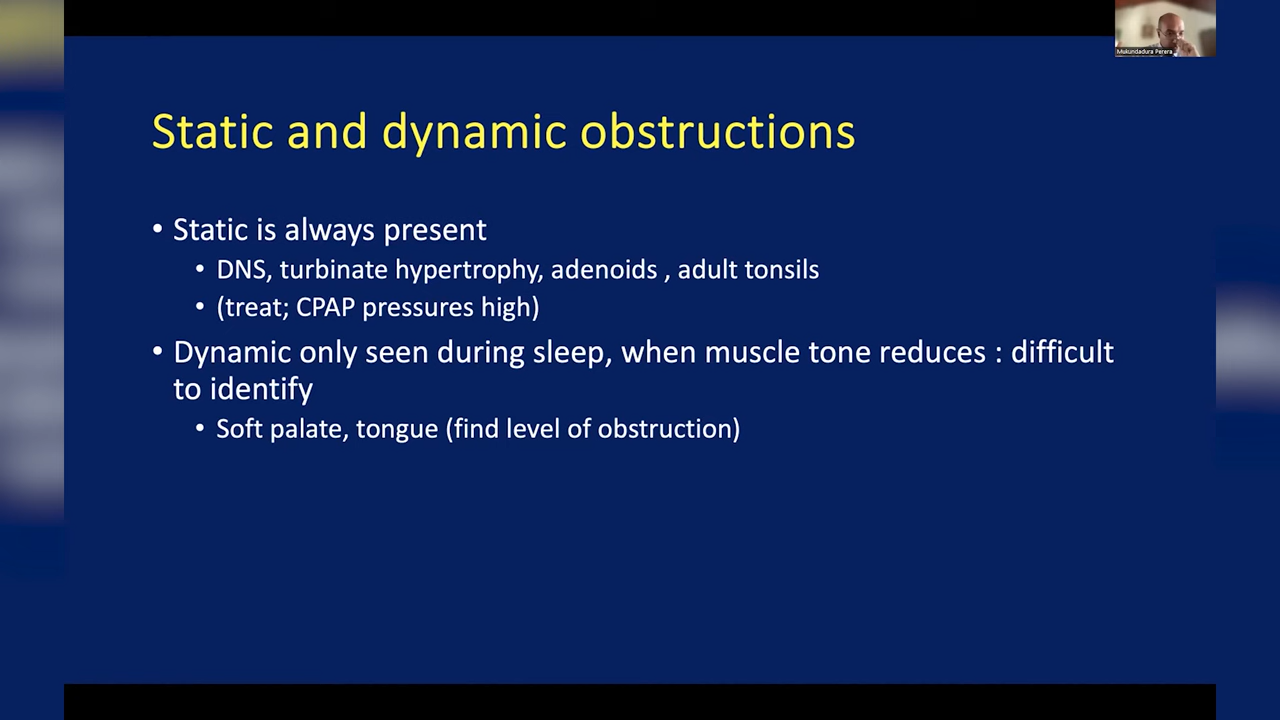 Mukundadura Perera
Static and dynamic obstructions
• Static is always present
• DNS, turbinate hypertrophy, adenoids , adult tonsils
• (treat; CPAP pressures high)
• Dynamic only seen during sleep, when muscle tone reduces : difficult
to identify
• Soft palate, tongue (find level of obstruction)